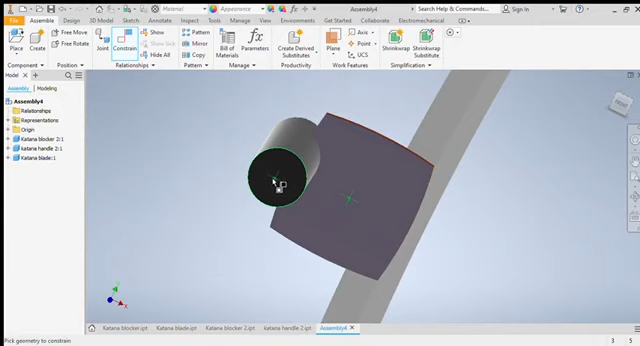 Material
Appearance
Assembly4
Search Help & Commands...
Sign In
File
Assemble
Design
3D Model
Sketch
Annotate
Inspect
Tools
Manage
View
Environments
Get Started
Collaborate
Electromechanical
Place
Create
Free Move
Free Rotate
Joint
Constrain
Show
Show Sick
Hide All
Pattern
Mirror
Copy
Bill of Materials
Parameters
Create Derived Substitutes
Plane
Axis
Point
UCS
Shrinkwrap
Shrinkwrap Substitute
Component
Position
Relationships
Pattern
Manage
Productivity
Work Features
Simplification
Model
Assembly
Modeling
Assembly4
Relationships
Representations
Origin
Katana blocker 2:1
katana handle 2:1
Katana blade:1
FRONT
X
Katana blocker.ipt
Katana blade.ipt
Katana blocker 2.ipt
katana handle 2.ipt
Assembly4
Pick geometry to constrain
3
5